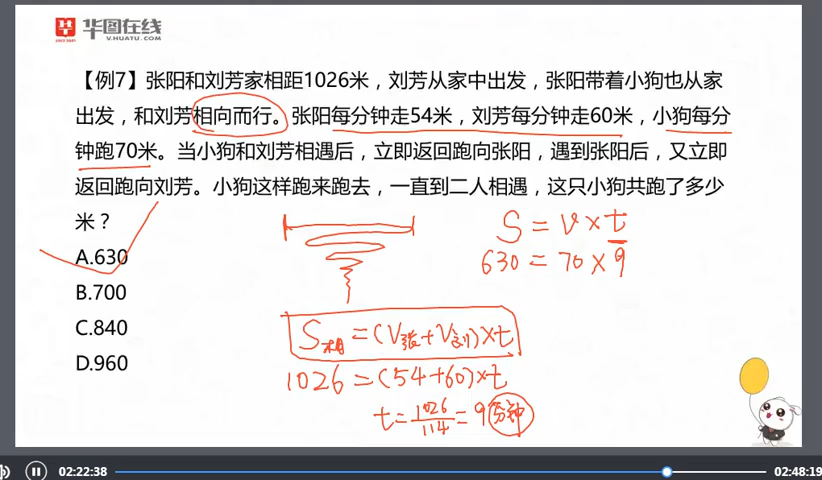 华图在线
V.HUATU.COM
【例7】张阳和刘芳家相距1026米，刘芳从家中出发，张阳带着小狗也从家
出发，和刘芳相向而行。张阳每分钟走54米，刘芳每分钟走60米，小狗每分
钟跑70米。当小狗和刘芳相遇后，立即返回跑向张阳，遇到张阳后，又立即
返回跑向刘芳。小狗这样跑来跑去，一直到二人相遇，这只小狗共跑了多少
米？
S = V × t
A.630
630 = 70 × 9
B.700
C.840
S相 = (V张+V刘)×t
D.960
1026 = (54+60)×t
t = 1026/114 = 9分钟
02:22:38
02:48:19